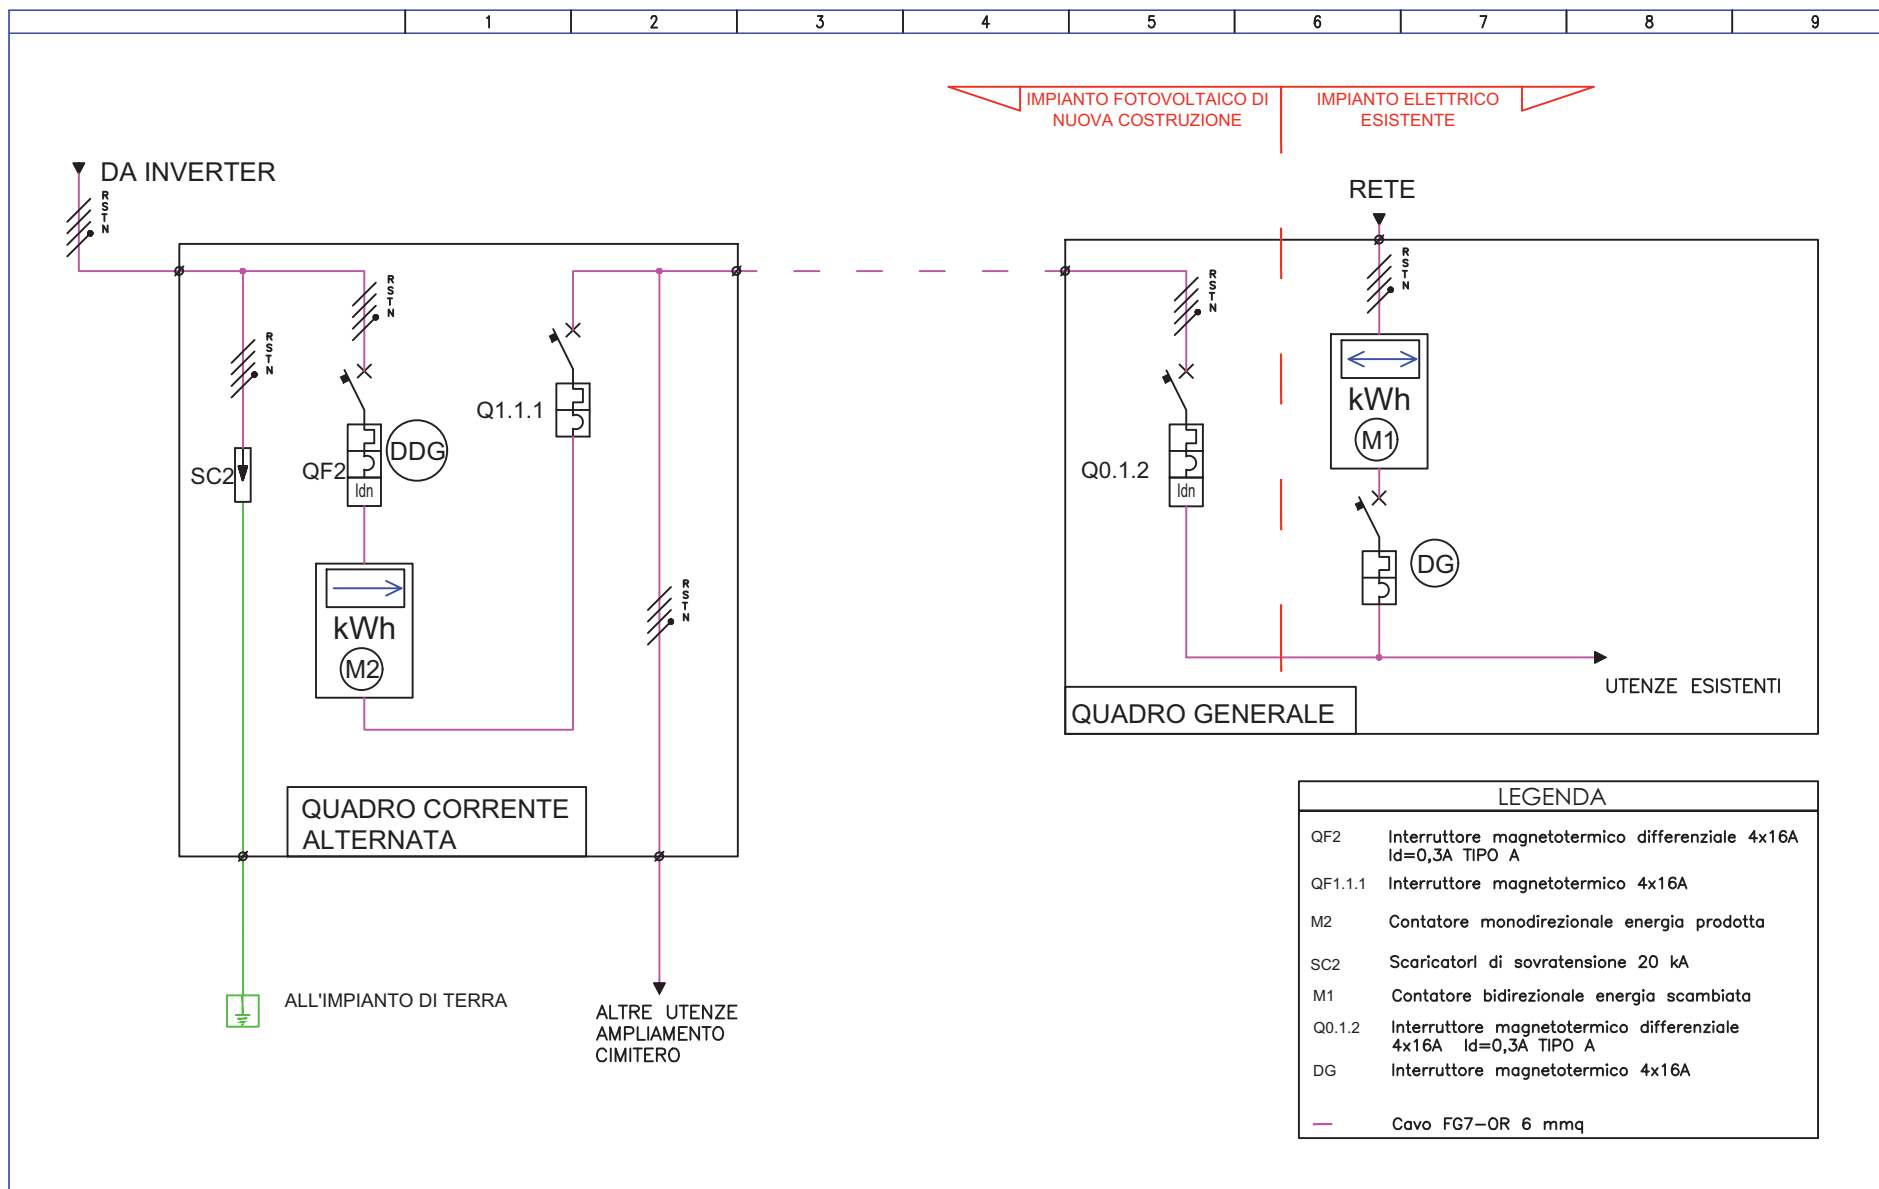 1 2 3 4 5 6 7 8 9
IMPIANTO FOTOVOLTAICO DI
NUOVA COSTRUZIONE
IMPIANTO ELETTRICO
ESISTENTE
DA INVERTER
R
S
T
N
R
S
T
N
R
S
T
N
SC2
QF2
DDG
Idn
Q1.1.1
kWh
M2
R
S
T
N
QUADRO CORRENTE
ALTERNATA
ALL'IMPIANTO DI TERRA
ALTRE UTENZE
AMPLIAMENTO
CIMITERO
RETE
R
S
T
N
R
S
T
N
kWh
M1
Q0.1.2
Idn
DG
UTENZE ESISTENTI
QUADRO GENERALE
LEGENDA
QF2 Interruttore magnetotermico differenziale 4x16A
Id=0,3A TIPO A
QF1.1.1 Interruttore magnetotermico 4x16A
M2 Contatore monodirezionale energia prodotta
SC2 Scaricatori di sovratensione 20 kA
M1 Contatore bidirezionale energia scambiata
Q0.1.2 Interruttore magnetotermico differenziale
4x16A Id=0,3A TIPO A
DG Interruttore magnetotermico 4x16A
Cavo FG7-OR 6 mmq